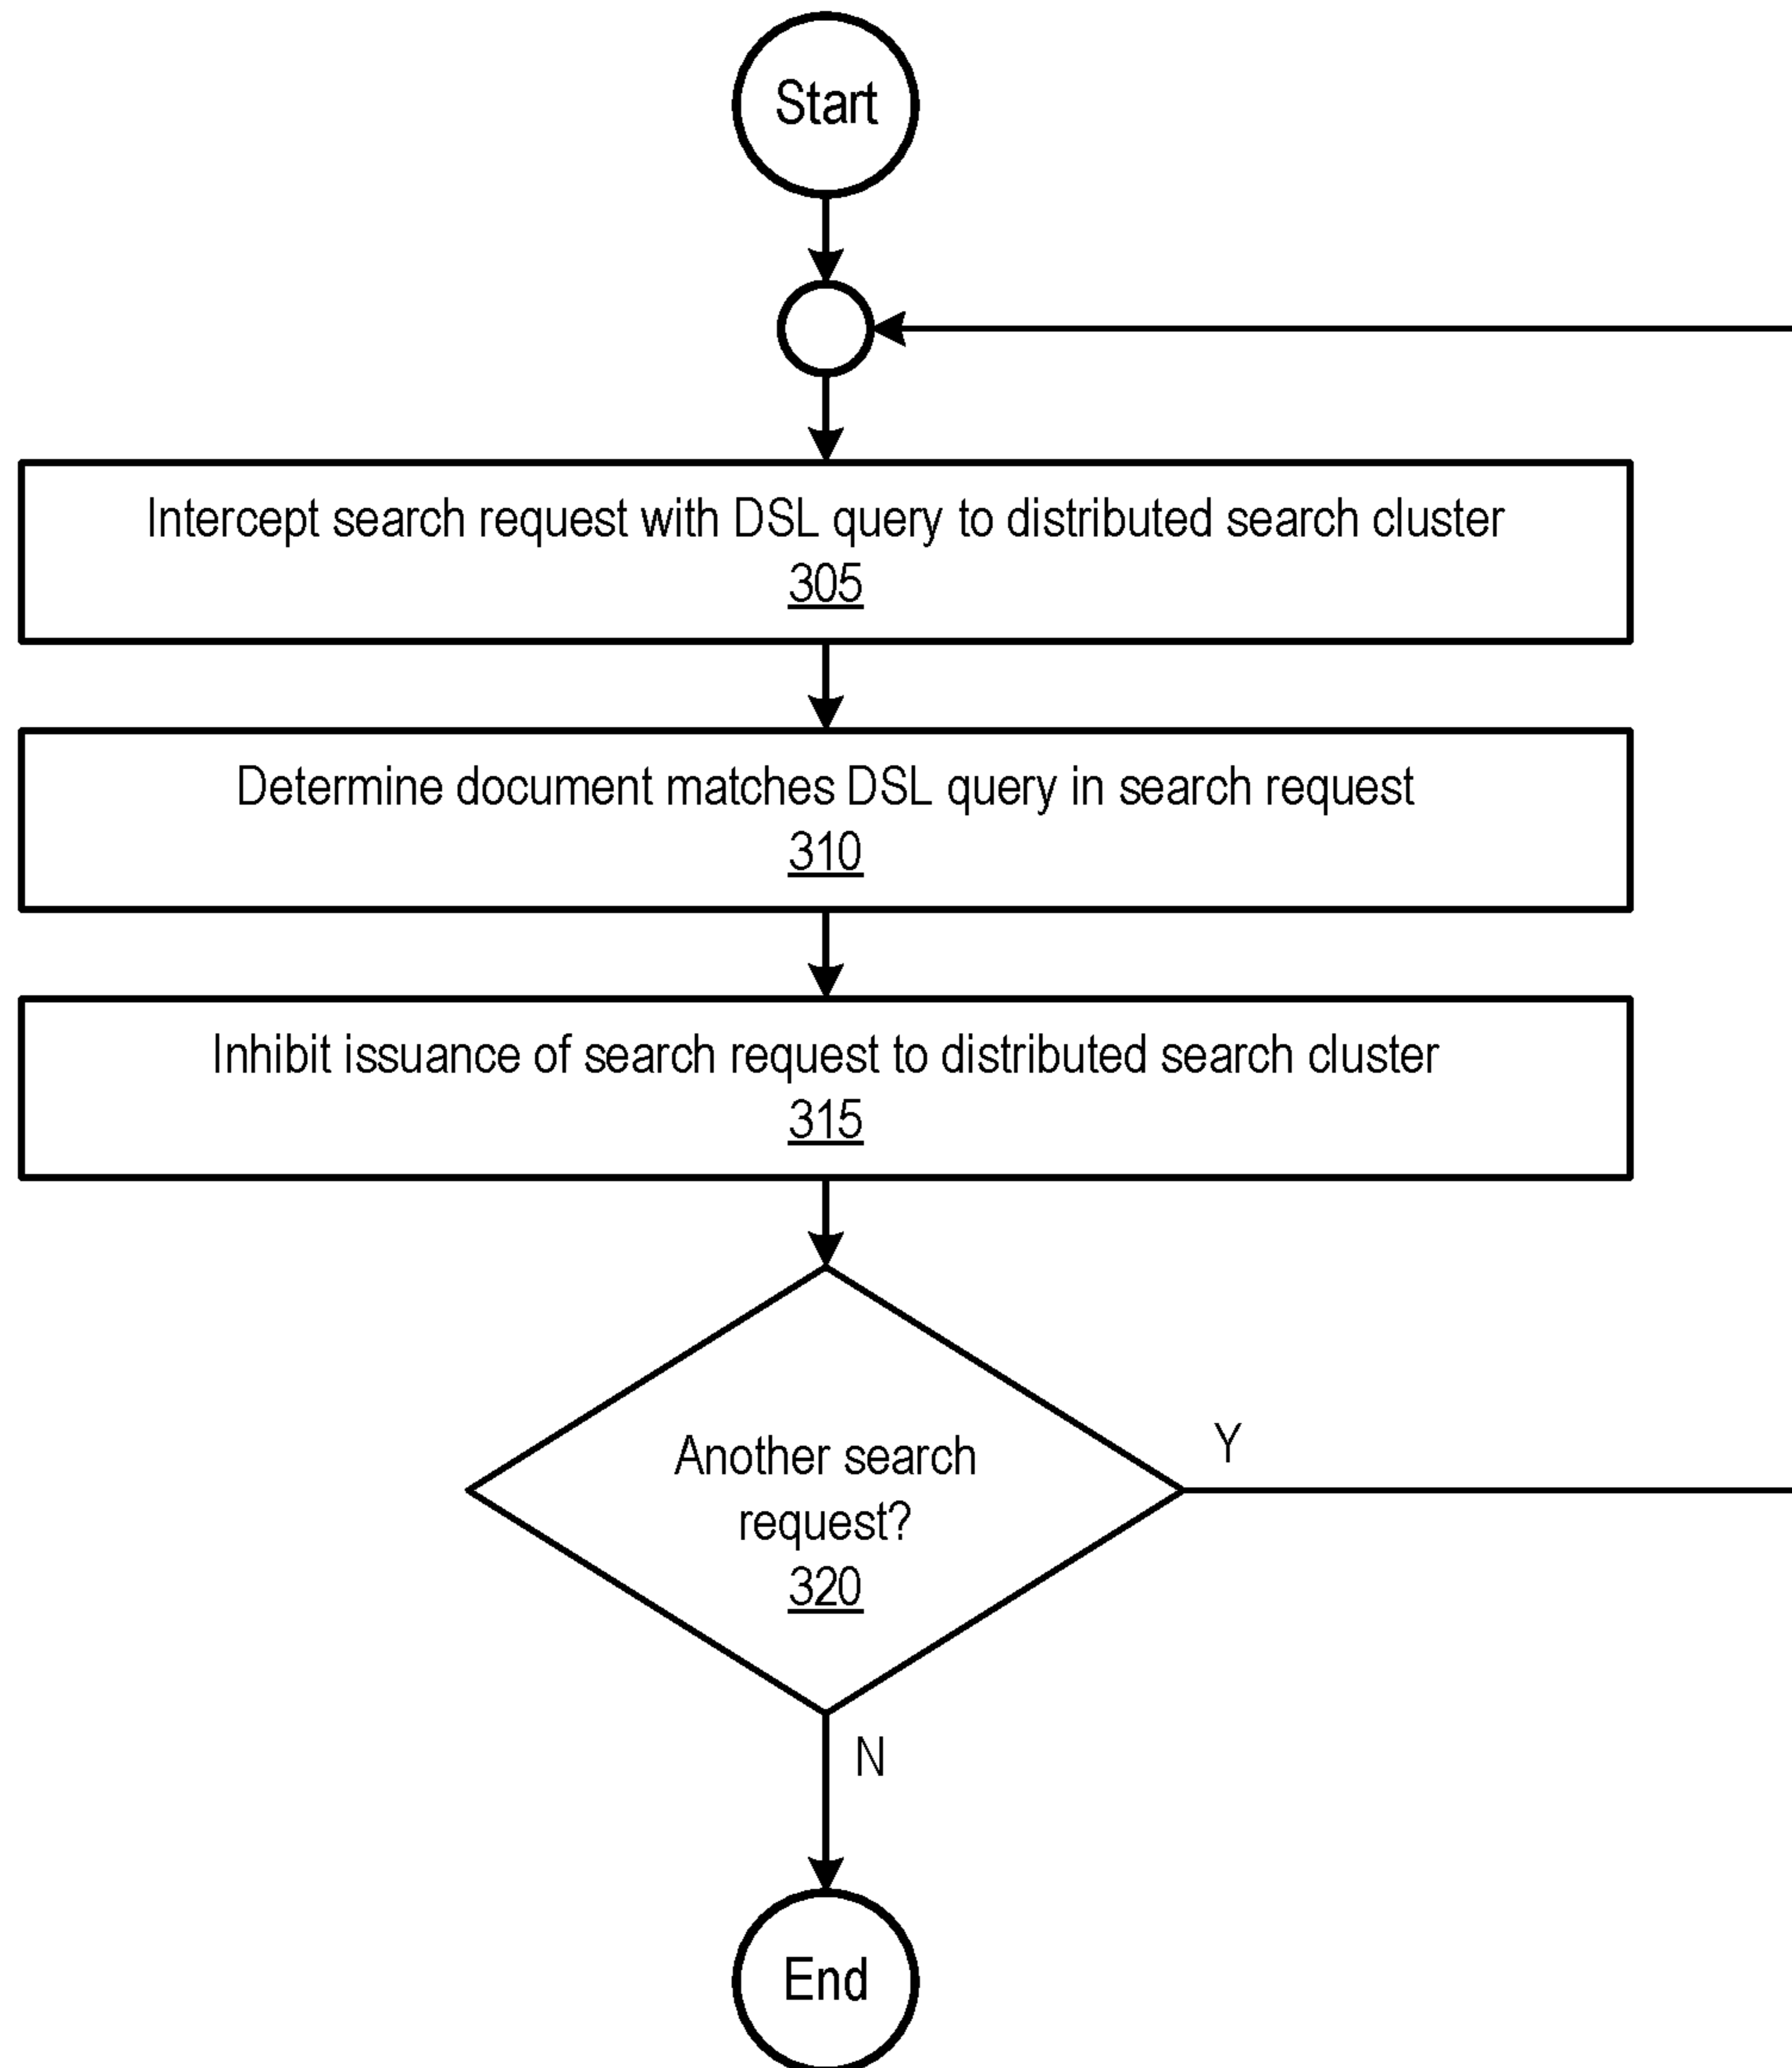 Start
Intercept search request with DSL query to distributed search cluster
305
Determine document matches DSL query in search request
310
Inhibit issuance of search request to distributed search cluster
315
Another search
request?
320
Y
N
End